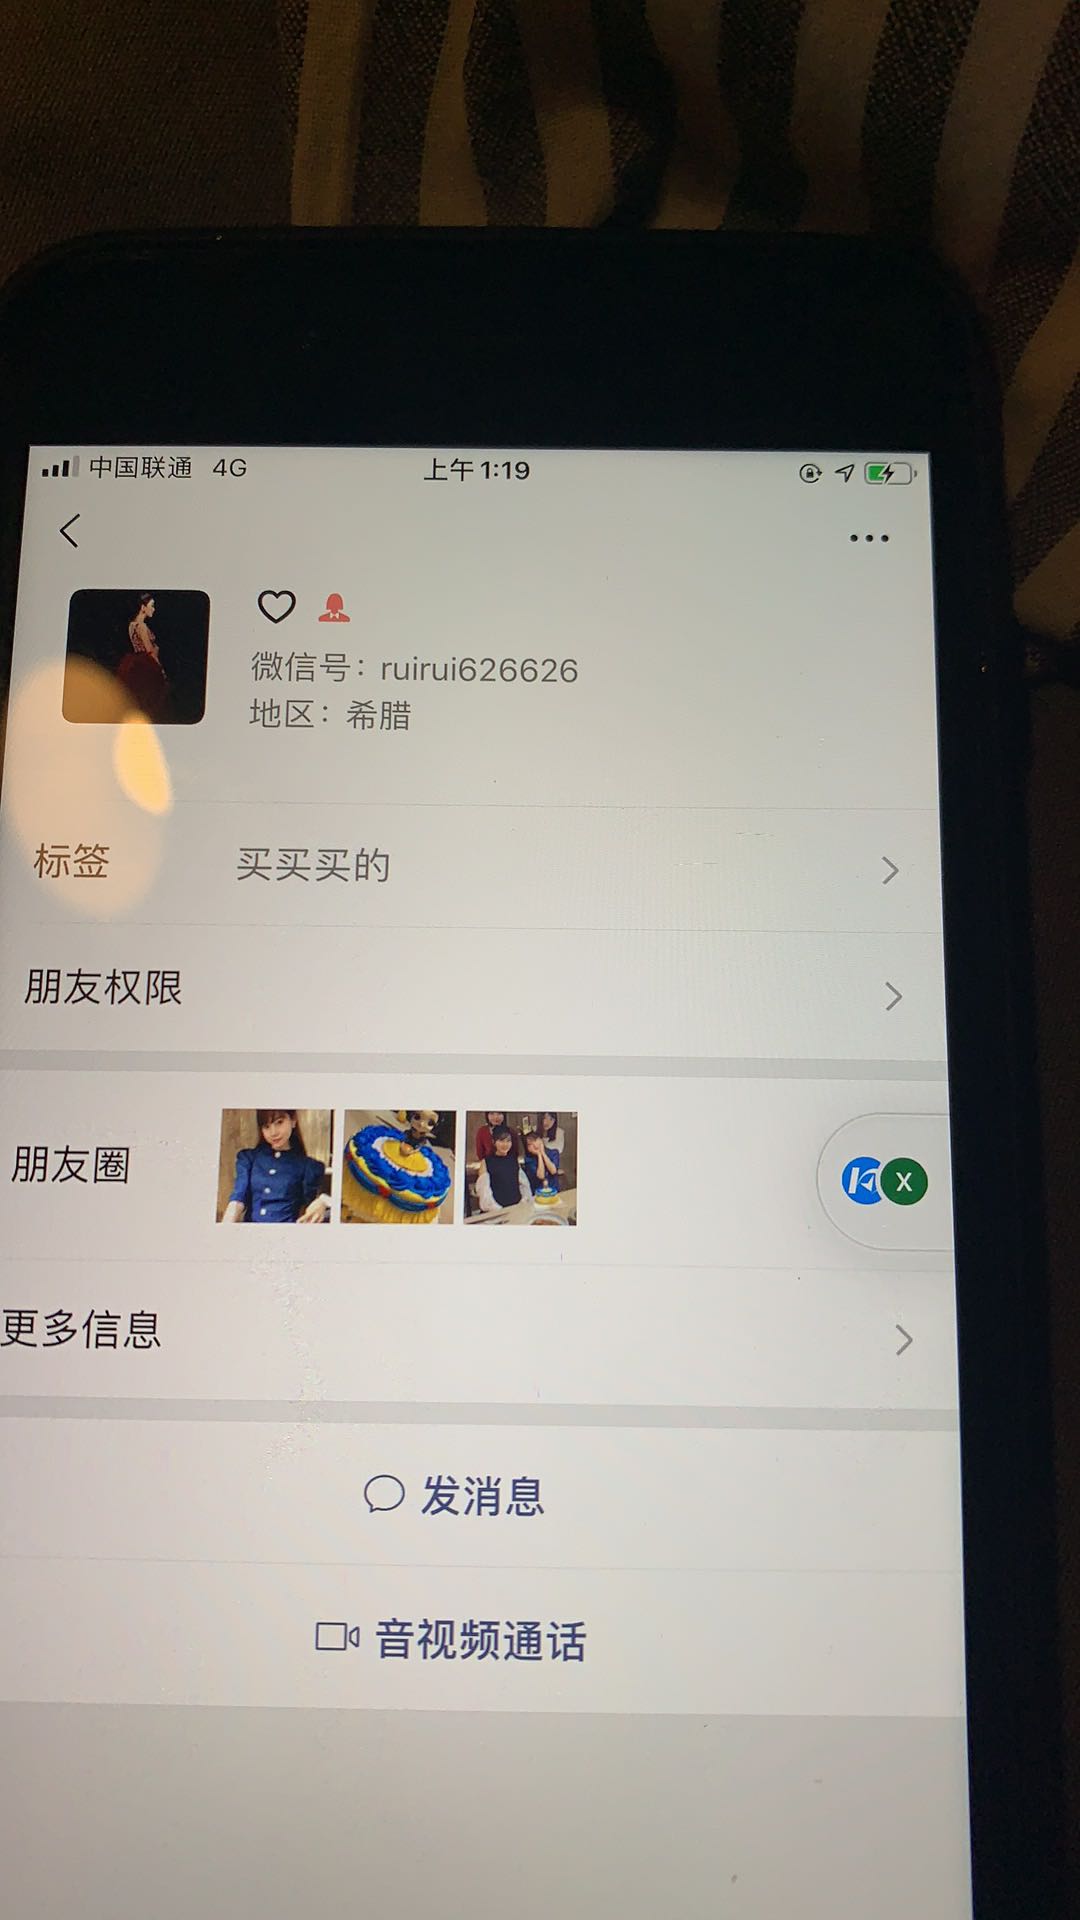 中国联通 4G 上午1:19
微信号：ruirui626626
地区：希腊
标签 买买买的
朋友权限
朋友圈
X
更多信息
发消息
音视频通话